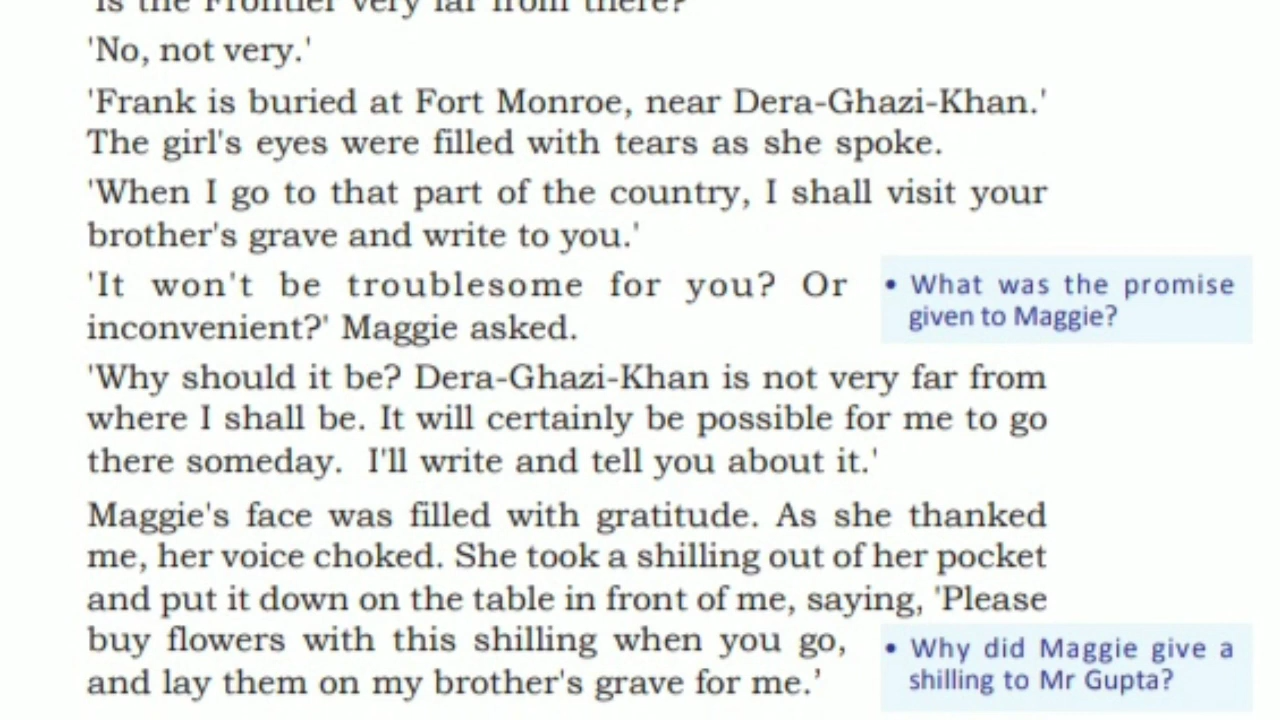 'Is the Frontier very far from there?'
'No, not very.'
'Frank is buried at Fort Monroe, near Dera-Ghazi-Khan.'
The girl's eyes were filled with tears as she spoke.
'When I go to that part of the country, I shall visit your
brother's grave and write to you.'
'It won't be troublesome for you? Or
inconvenient?' Maggie asked.
• What was the promise
given to Maggie?
'Why should it be? Dera-Ghazi-Khan is not very far from
where I shall be. It will certainly be possible for me to go
there someday. I'll write and tell you about it.'
Maggie's face was filled with gratitude. As she thanked
me, her voice choked. She took a shilling out of her pocket
and put it down on the table in front of me, saying, 'Please
buy flowers with this shilling when you go,
and lay them on my brother's grave for me.’
• Why did Maggie give a
shilling to Mr Gupta?